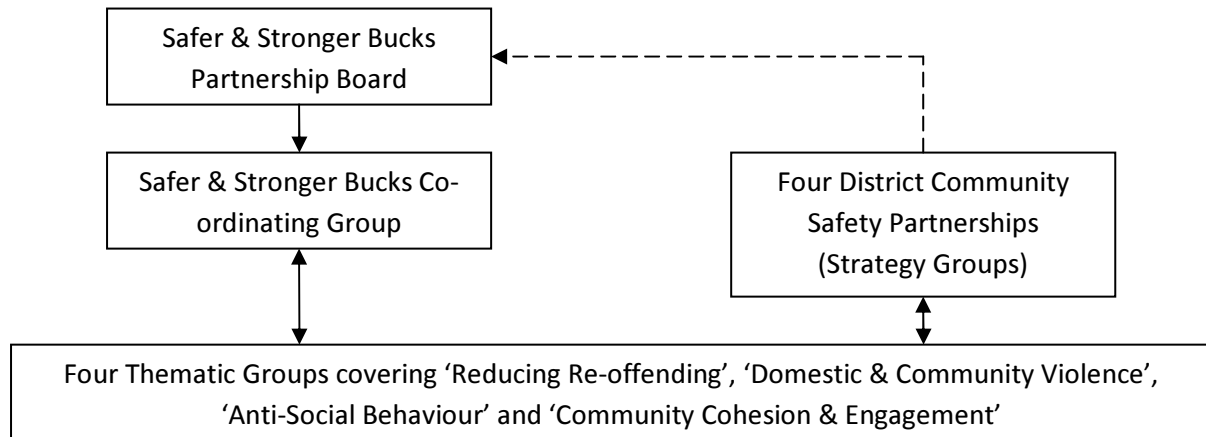 Safer & Stronger Bucks
Partnership Board
Safer & Stronger Bucks Co-
ordinating Group
Four District Community
Safety Partnerships
(Strategy Groups)
Four Thematic Groups covering ‘Reducing Re-offending’, ‘Domestic & Community Violence’,
‘Anti-Social Behaviour’ and ‘Community Cohesion & Engagement’